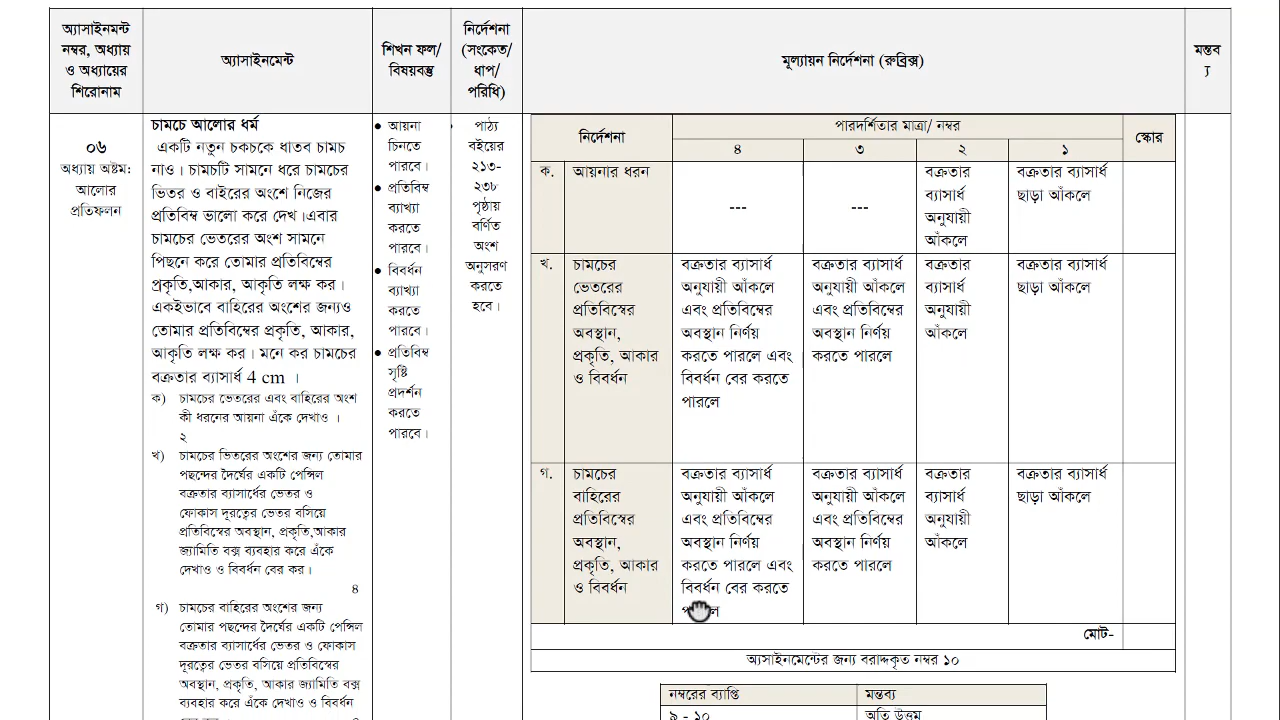 অ্যাসাইনমেন্ট
নম্বর, অধ্যায়
ও অধ্যায়ের
শিরোনাম
অ্যাসাইনমেন্ট
শিখন ফল/
বিষয়বস্তু
নির্দেশনা
(সংকেত/
ধাপ/
পরিধি)
মূল্যায়ন নির্দেশনা (রুব্রিক্স)
মন্তব
্য
০৬
অধ্যায় অষ্টম:
আলোর
প্রতিফলন
চামচে আলোর ধর্ম
একটি নতুন চকচকে ধাতব চামচ
নাও। চামচটি সামনে ধরে চামচের
ভিতর ও বাইরের অংশে নিজের
প্রতিবিম্ব ভালো করে দেখ।এবার
চামচের ভেতরের অংশ সামনে
পিছনে করে তোমার প্রতিবিম্বের
প্রকৃতি,আকার, আকৃতি লক্ষ কর।
একইভাবে বাহিরের অংশের জন্যও
তোমার প্রতিবিম্বের প্রকৃতি, আকার,
আকৃতি লক্ষ কর। মনে কর চামচের
বক্রতার ব্যাসার্ধ 4 cm ।
ক) চামচের ভেতরের এবং বাহিরের অংশ
কী ধরনের আয়না এঁকে দেখাও ।
২
খ) চামচের ভিতরের অংশের জন্য তোমার
পছন্দের দৈর্ঘের একটি পেন্সিল
বক্রতার ব্যাসার্ধের ভেতর ও
ফোকাস দূরত্বের ভেতর বসিয়ে
প্রতিবিম্বের অবস্থান, প্রকৃতি,আকার
জ্যামিতি বক্স ব্যবহার করে এঁকে
দেখাও ও বিবর্ধন বের কর।
৪
গ) চামচের বাহিরের অংশের জন্য
তোমার পছন্দের দৈর্ঘের একটি পেন্সিল
বক্রতার ব্যাসার্ধের ভেতর ও ফোকাস
দূরত্বের ভেতর বসিয়ে প্রতিবিম্বের
অবস্থান, প্রকৃতি, আকার জ্যামিতি বক্স
ব্যবহার করে এঁকে দেখাও ও বিবর্ধন
• আয়না
চিনতে
পারবে।
• প্রতিবিম্ব
ব্যাখ্যা
করতে
পারবে।
• বিবর্ধন
ব্যাখ্যা
করতে
পারবে।
• প্রতিবিম্ব
সৃষ্টি
প্রদর্শন
করতে
পারবে।
পাঠ্য
বইয়ের
২১৩-
২৩৮
পৃষ্ঠায়
বর্ণিত
অংশ
অনুসরণ
করতে
হবে।
নির্দেশনা
পারদর্শিতার মাত্রা/ নম্বর
স্কোর
৪ ৩ ২ ১
ক. আয়নার ধরন
---
---
বক্রতার
ব্যাসার্ধ
অনুযায়ী
আঁকলে
বক্রতার ব্যাসার্ধ
ছাড়া আঁকলে
খ. চামচের
ভেতরের
প্রতিবিম্বের
অবস্থান,
প্রকৃতি, আকার
ও বিবর্ধন
বক্রতার ব্যাসার্ধ
অনুযায়ী আঁকলে
এবং প্রতিবিম্বের
অবস্থান নির্ণয়
করতে পারলে এবং
বিবর্ধন বের করতে
পারলে
বক্রতার ব্যাসার্ধ
অনুযায়ী আঁকলে
এবং প্রতিবিম্বের
অবস্থান নির্ণয়
করতে পারলে
বক্রতার
ব্যাসার্ধ
অনুযায়ী
আঁকলে
বক্রতার ব্যাসার্ধ
ছাড়া আঁকলে
গ. চামচের
বাহিরের
প্রতিবিম্বের
অবস্থান,
প্রকৃতি, আকার
ও বিবর্ধন
বক্রতার ব্যাসার্ধ
অনুযায়ী আঁকলে
এবং প্রতিবিম্বের
অবস্থান নির্ণয়
করতে পারলে এবং
বিবর্ধন বের করতে
বক্রতার ব্যাসার্ধ
অনুযায়ী আঁকলে
এবং প্রতিবিম্বের
অবস্থান নির্ণয়
করতে পারলে
বক্রতার
ব্যাসার্ধ
অনুযায়ী
আঁকলে
বক্রতার ব্যাসার্ধ
ছাড়া আঁকলে
মোট-
অ্যসাইনমেন্টের জন্য বরাদ্দকৃত নম্বর ১০
নম্বরের ব্যাপ্তি মন্তব্য
৯ - ১০ অতি উত্তম